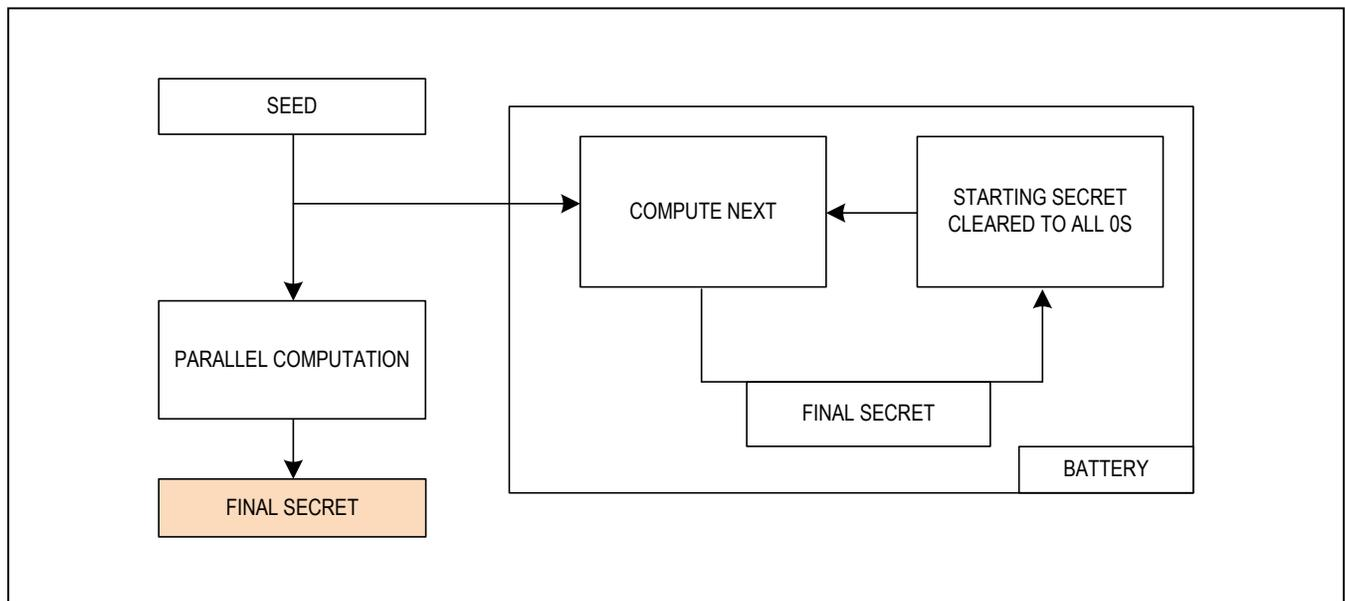 SEED
COMPUTE NEXT
STARTING SECRET
CLEARED TO ALL 0S
PARALLEL COMPUTATION
FINAL SECRET
BATTERY
FINAL SECRET